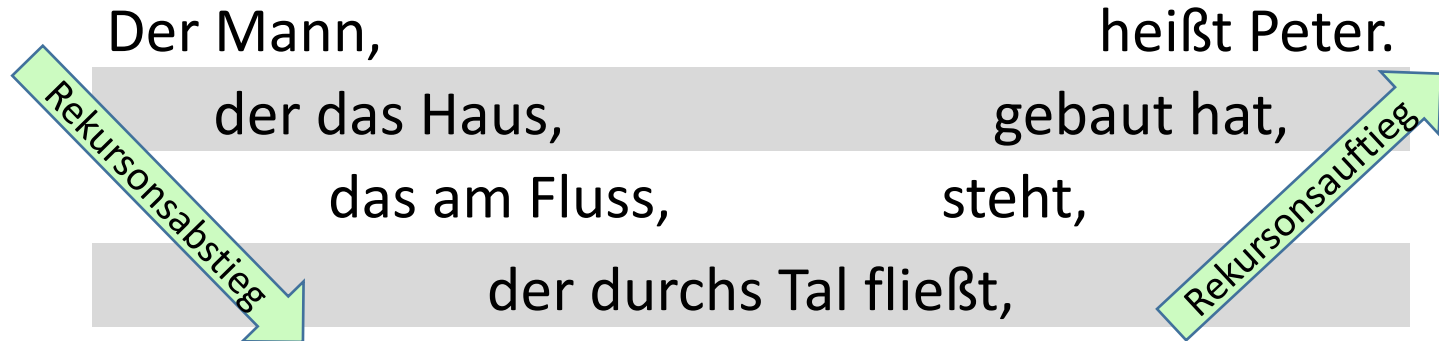 Der Mann, heißt Peter.
der das Haus, gebaut hat,
das am Fluss, steht,
der durchs Tal fließt,
Rekursonsabstieg
Rekursonsauftieg